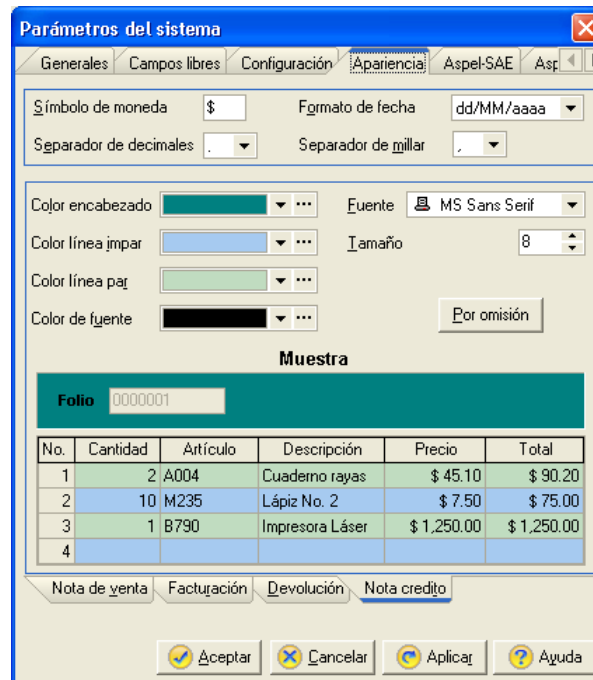 Parámetros del sistema
Generales Campos libres Configuración Apariencia Aspel-SAE Asp
Símbolo de moneda $ Formato de fecha dd/MM/aaaa
Separador de decimales . Separador de millar ,
Color encabezado Fuente MS Sans Serif
Color línea impar Tamaño 8
Color línea par
Color de fuente Por omisión
Muestra
Folio 0000001
No. Cantidad Artículo Descripción Precio Total
1 2 A004 Cuaderno rayas $ 45.10 $ 90.20
2 10 M235 Lápiz No. 2 $ 7.50 $ 75.00
3 1 B790 Impresora Láser $ 1,250.00 $ 1,250.00
4
Nota de venta Facturación Devolución Nota credito
Aceptar Cancelar Aplicar Ayuda